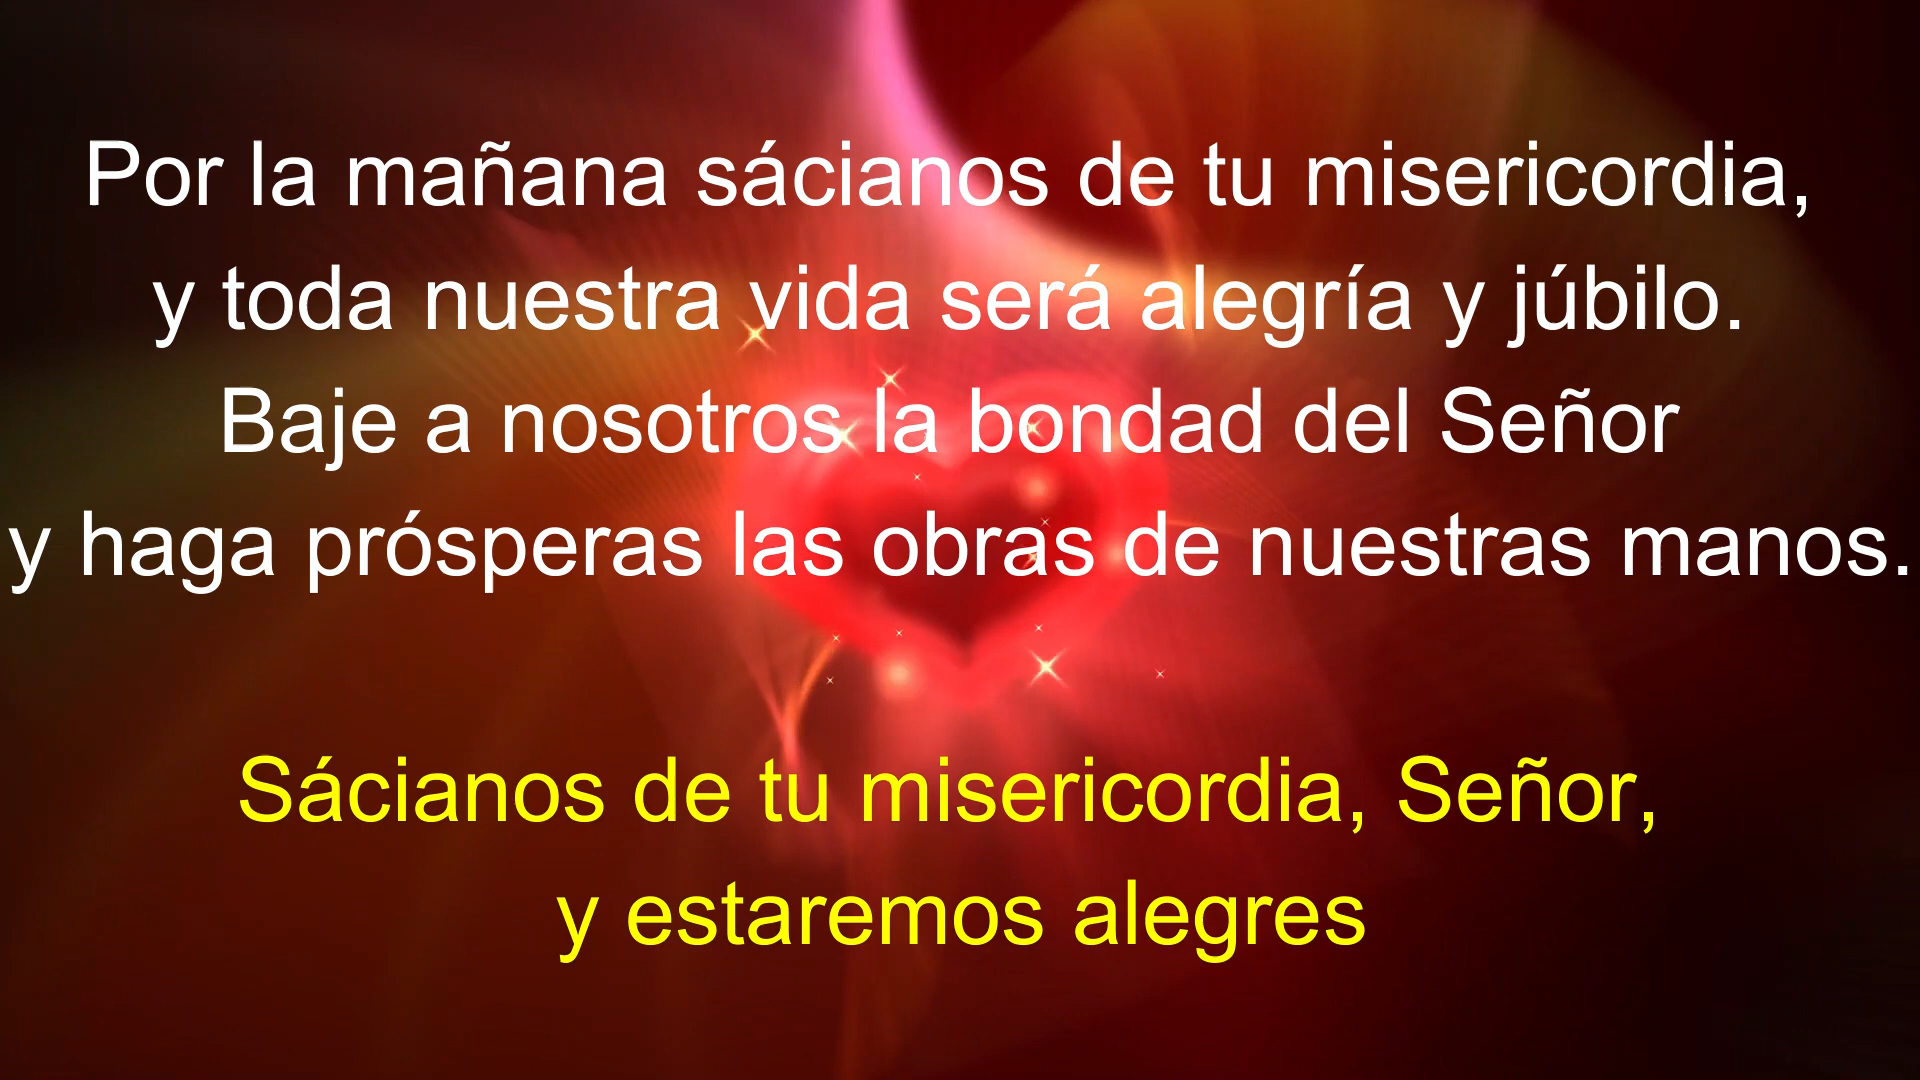 Por la mañana sácianos de tu misericordia,
y toda nuestra vida será alegría y júbilo.
Baje a nosotros la bondad del Señor
y haga prósperas las obras de nuestras manos.
Sácianos de tu misericordia, Señor,
y estaremos alegres